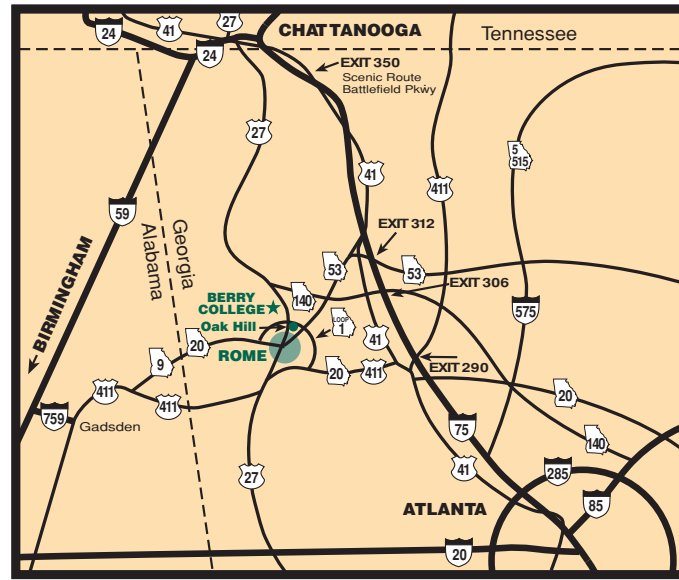 27
41
CHATTANOOGA
Tennessee
24
24
EXIT 350
Scenic Route
Battlefield Pkwy
27
5
515
41
411
59
Georgia
Alabama
EXIT 312
53
53
BIRMINGHAM
BERRY
COLLEGE
140
EXIT 306
575
Oak Hill
LOOP
1
20
41
ROME
EXIT 290
9
20
411
411
20
411
759
Gadsden
75
140
41
285
27
ATLANTA
85
20